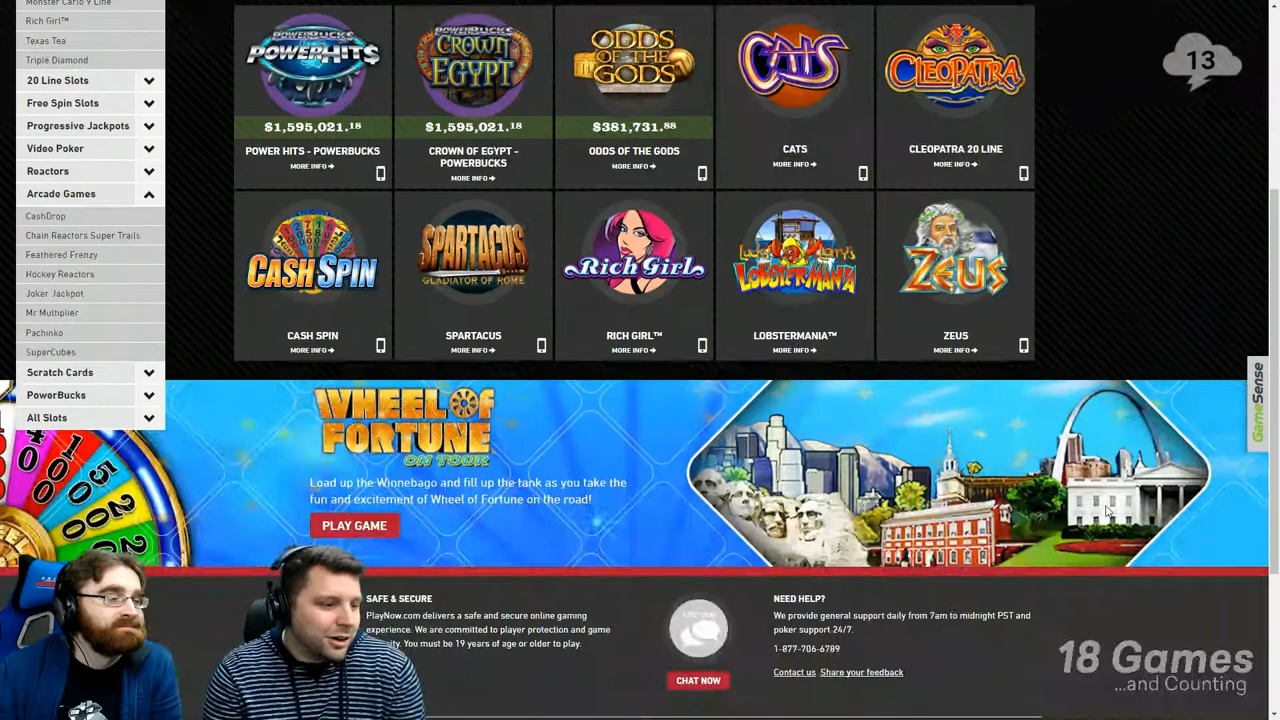 Monster Carlo 9 Line
Rich Girl™
Texas Tea
Triple Diamond
20 Line Slots
Free Spin Slots
Progressive Jackpots
Video Poker
Reactors
Arcade Games
CashDrop
Chain Reactors Super Trails
Feathered Frenzy
Hockey Reactors
Joker Jackpot
Mr Multiplier
Pachinko
SuperCubes
Scratch Cards
PowerBucks
All Slots
POWERBUCKS
POWERHITS
$1,595,021.18
POWER HITS - POWERBUCKS
MORE INFO
POWERBUCKS
CROWN OF EGYPT
$1,595,021.18
CROWN OF EGYPT -
POWERBUCKS
MORE INFO
ODDS
OF THE
GODS
$381,731.88
ODDS OF THE GODS
MORE INFO
CATS
CATS
MORE INFO
CLEOPATRA
CLEOPATRA 20 LINE
MORE INFO
CASH SPIN
CASH SPIN
MORE INFO
SPARTACUS
GLADIATOR OF ROME
SPARTACUS
MORE INFO
Rich Girl
RICH GIRL™
MORE INFO
Lucky Larry's
LOBSTERMANIA
LOBSTERMANIA™
MORE INFO
ZEUS
ZEUS
MORE INFO
13
GameSense
WHEEL OF
FORTUNE
ON TOUR
Load up the Winnebago and fill up the tank as you take the
fun and excitement of Wheel of Fortune on the road!
PLAY GAME
SAFE & SECURE
PlayNow.com delivers a safe and secure online gaming
experience. We are committed to player protection and game
You must be 19 years of age or older to play.
CHAT NOW
NEED HELP?
We provide general support daily from 7am to midnight PST and
poker support 24/7.
1-877-706-6789
Contact us Share your feedback
18 Games
...and Counting